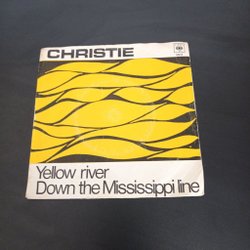 CHRISTIE
Yellow river
Down the Mississippi line